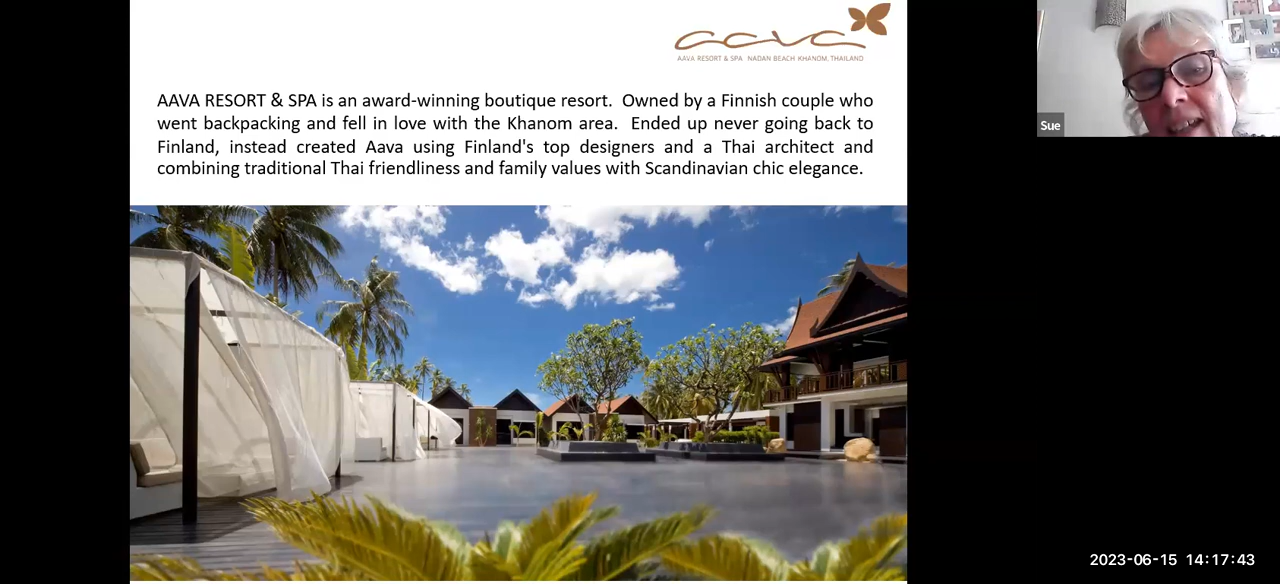 aava
AAVA RESORT & SPA NADAN BEACH KHANOM, THAILAND
AAVA RESORT & SPA is an award-winning boutique resort. Owned by a Finnish couple who
went backpacking and fell in love with the Khanom area. Ended up never going back to
Finland, instead created Aava using Finland's top designers and a Thai architect and
combining traditional Thai friendliness and family values with Scandinavian chic elegance.
Sue
2023-06-15 14:17:43